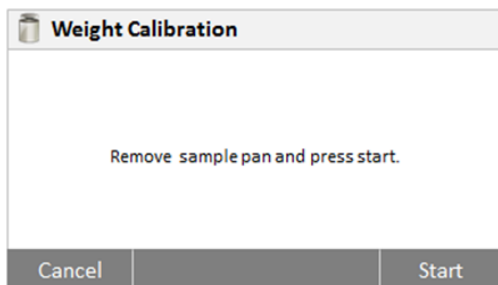 Weight Calibration
Remove sample pan and press start.
Cancel
Start